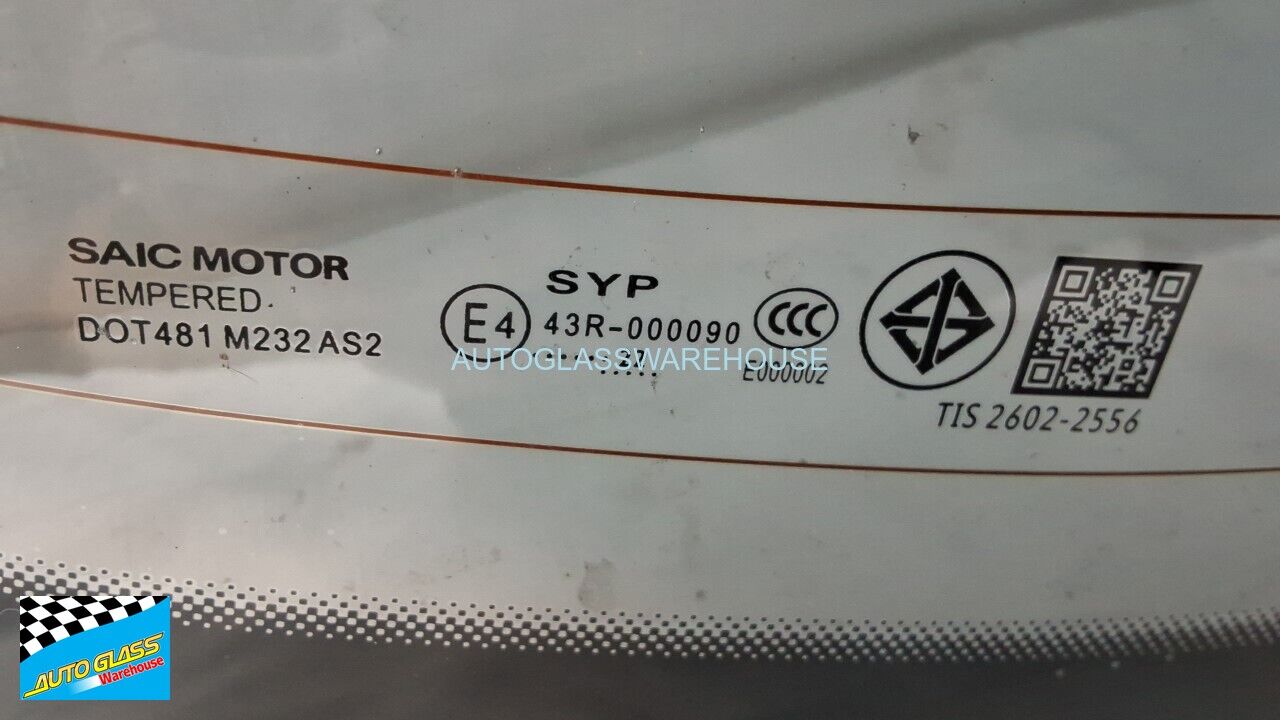 SAIC MOTOR
TEMPERED
DOT481 M232 AS2
SYP
E4
43R-000090
CCC
E000002
TIS 2602-2556
AUTOGLASSWAREHOUSE
AUTO GLASS
Warehouse